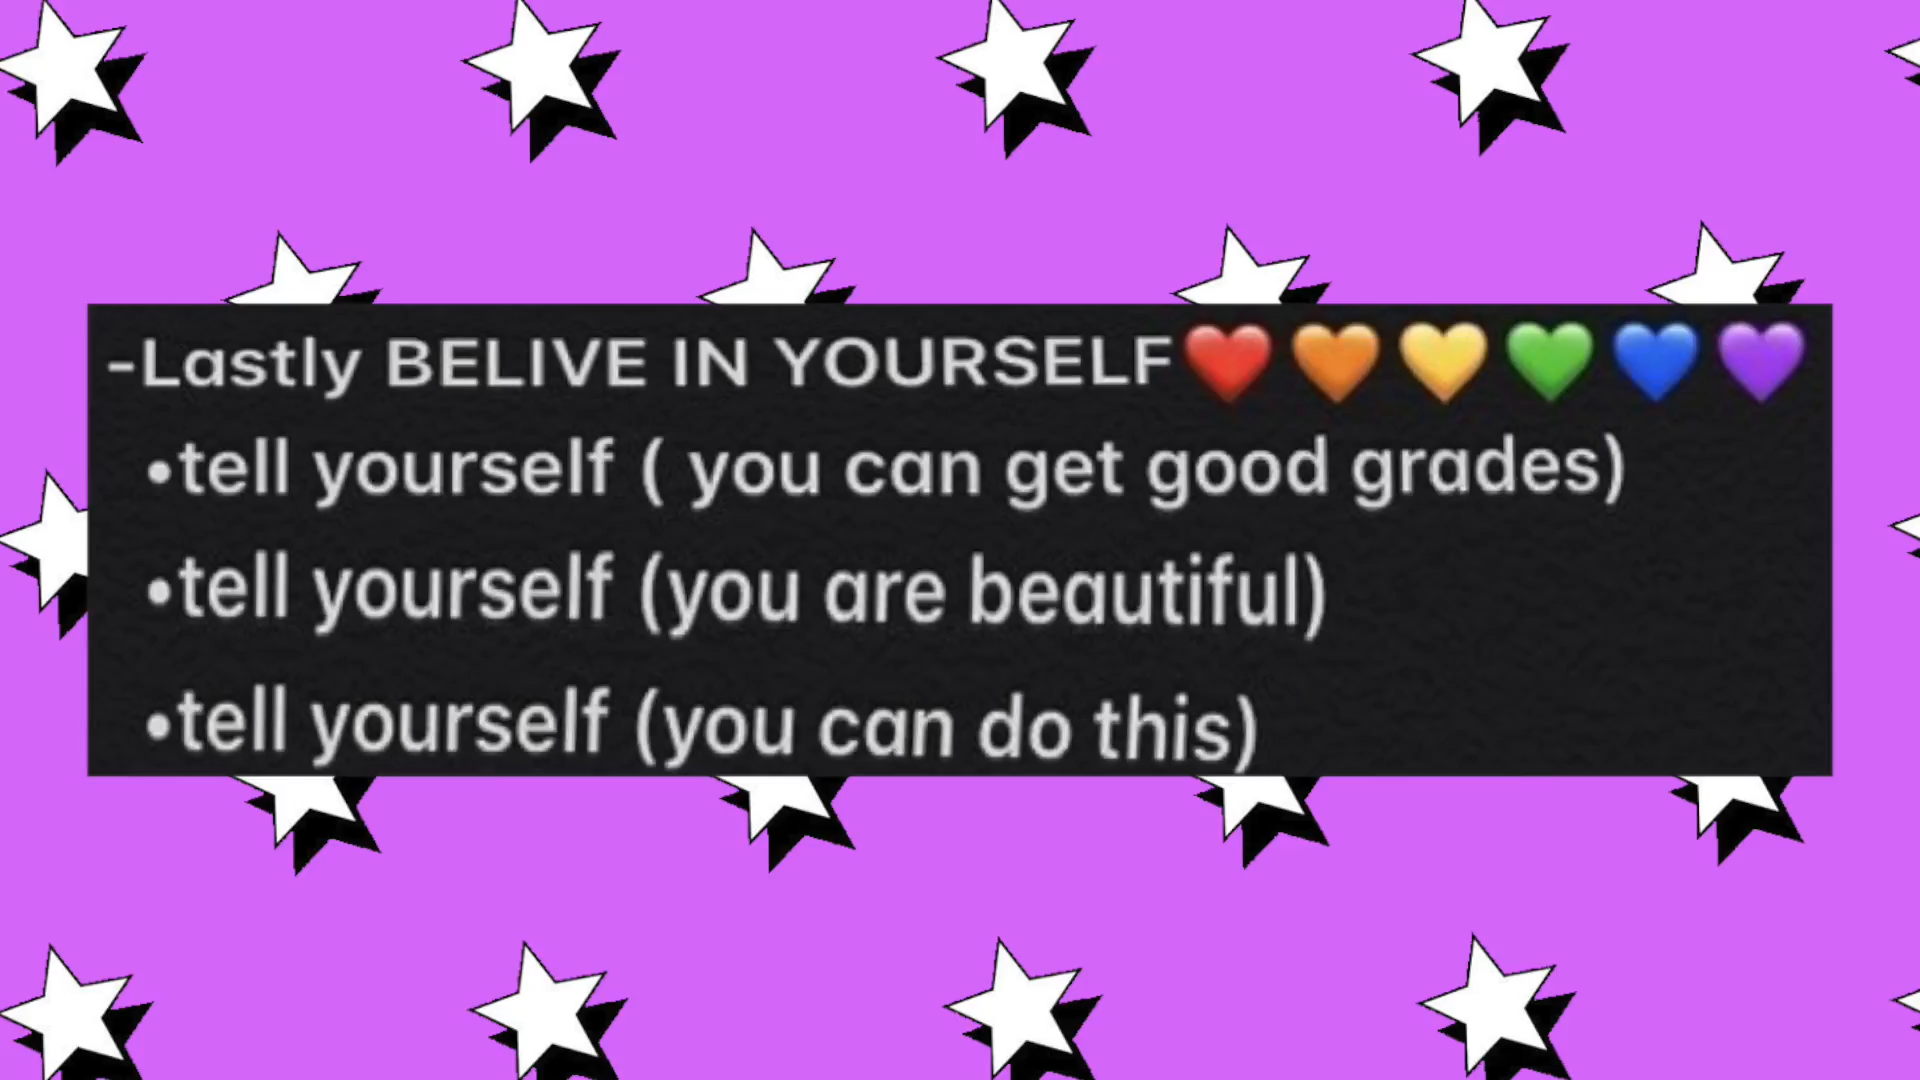 -Lastly BELIVE IN YOURSELF❤️🧡💛💚💙💜
•tell yourself ( you can get good grades)
•tell yourself (you are beautiful)
•tell yourself (you can do this)